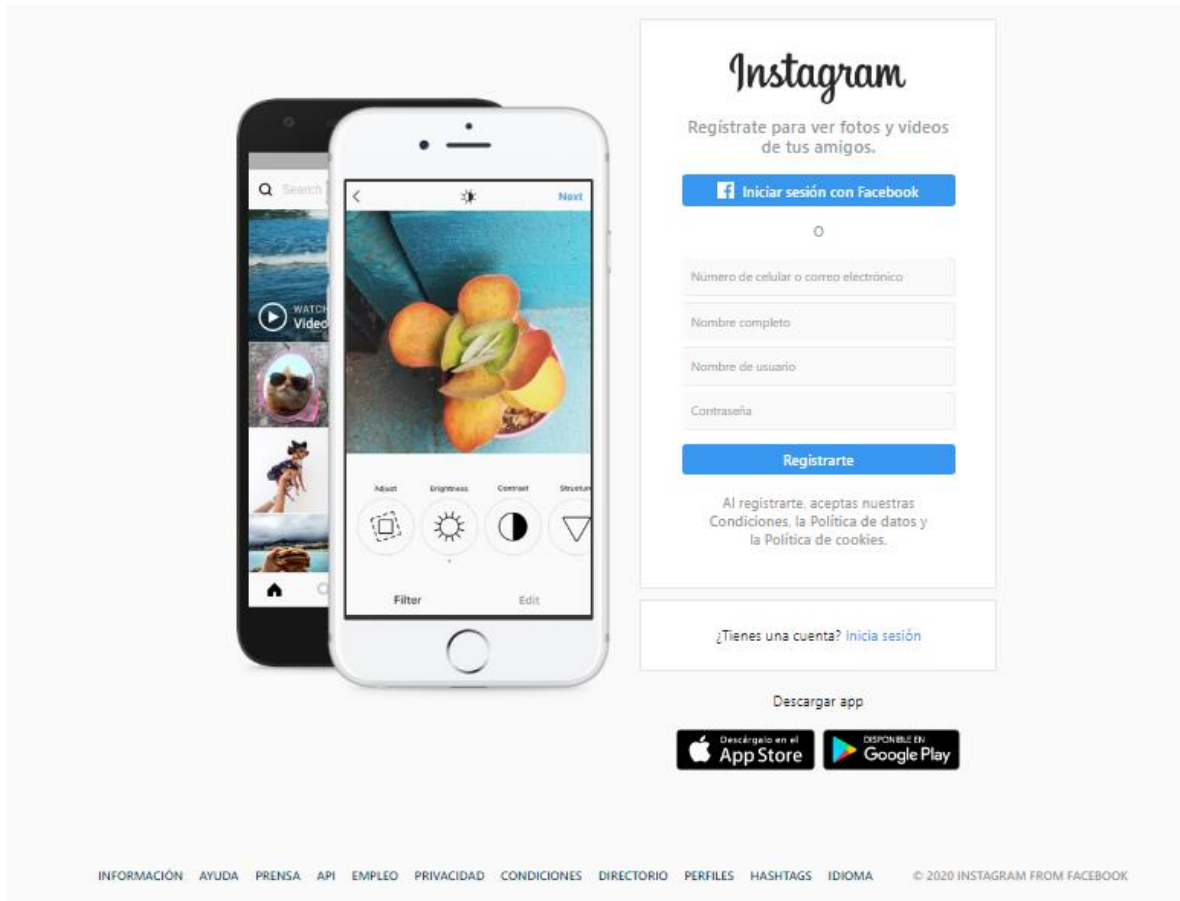 Instagram
Regístrate para ver fotos y videos
de tus amigos.
Iniciar sesión con Facebook
O
Número de celular o correo electrónico
Nombre completo
Nombre de usuario
Contraseña
Registrarte
Al registrarte, aceptas nuestras
Condiciones, la Política de datos y
la Política de cookies.
¿Tienes una cuenta? Inicia sesión
Descargar app
Descárgalo en el
App Store
DISPONIBLE EN
Google Play
Search
WATCH
Video
Next
Adjust Brightness Contrast Structure
Filter Edit
INFORMACIÓN AYUDA PRENSA API EMPLEO PRIVACIDAD CONDICIONES DIRECTORIO PERFILES HASHTAGS IDIOMA © 2020 INSTAGRAM FROM FACEBOOK